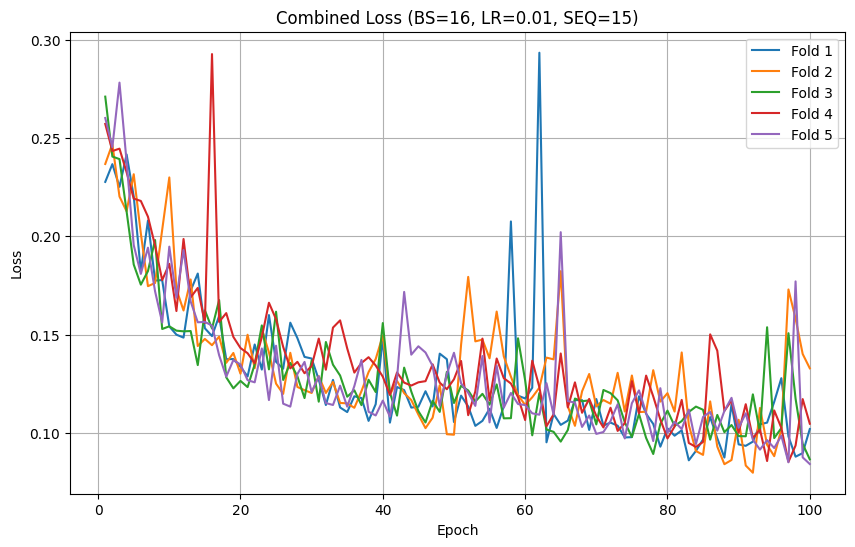 Combined Loss (BS=16, LR=0.01, SEQ=15)
0.30
0.25
0.20
0.15
0.10
Loss
0
20
40
60
80
100
Epoch
Fold 1
Fold 2
Fold 3
Fold 4
Fold 5